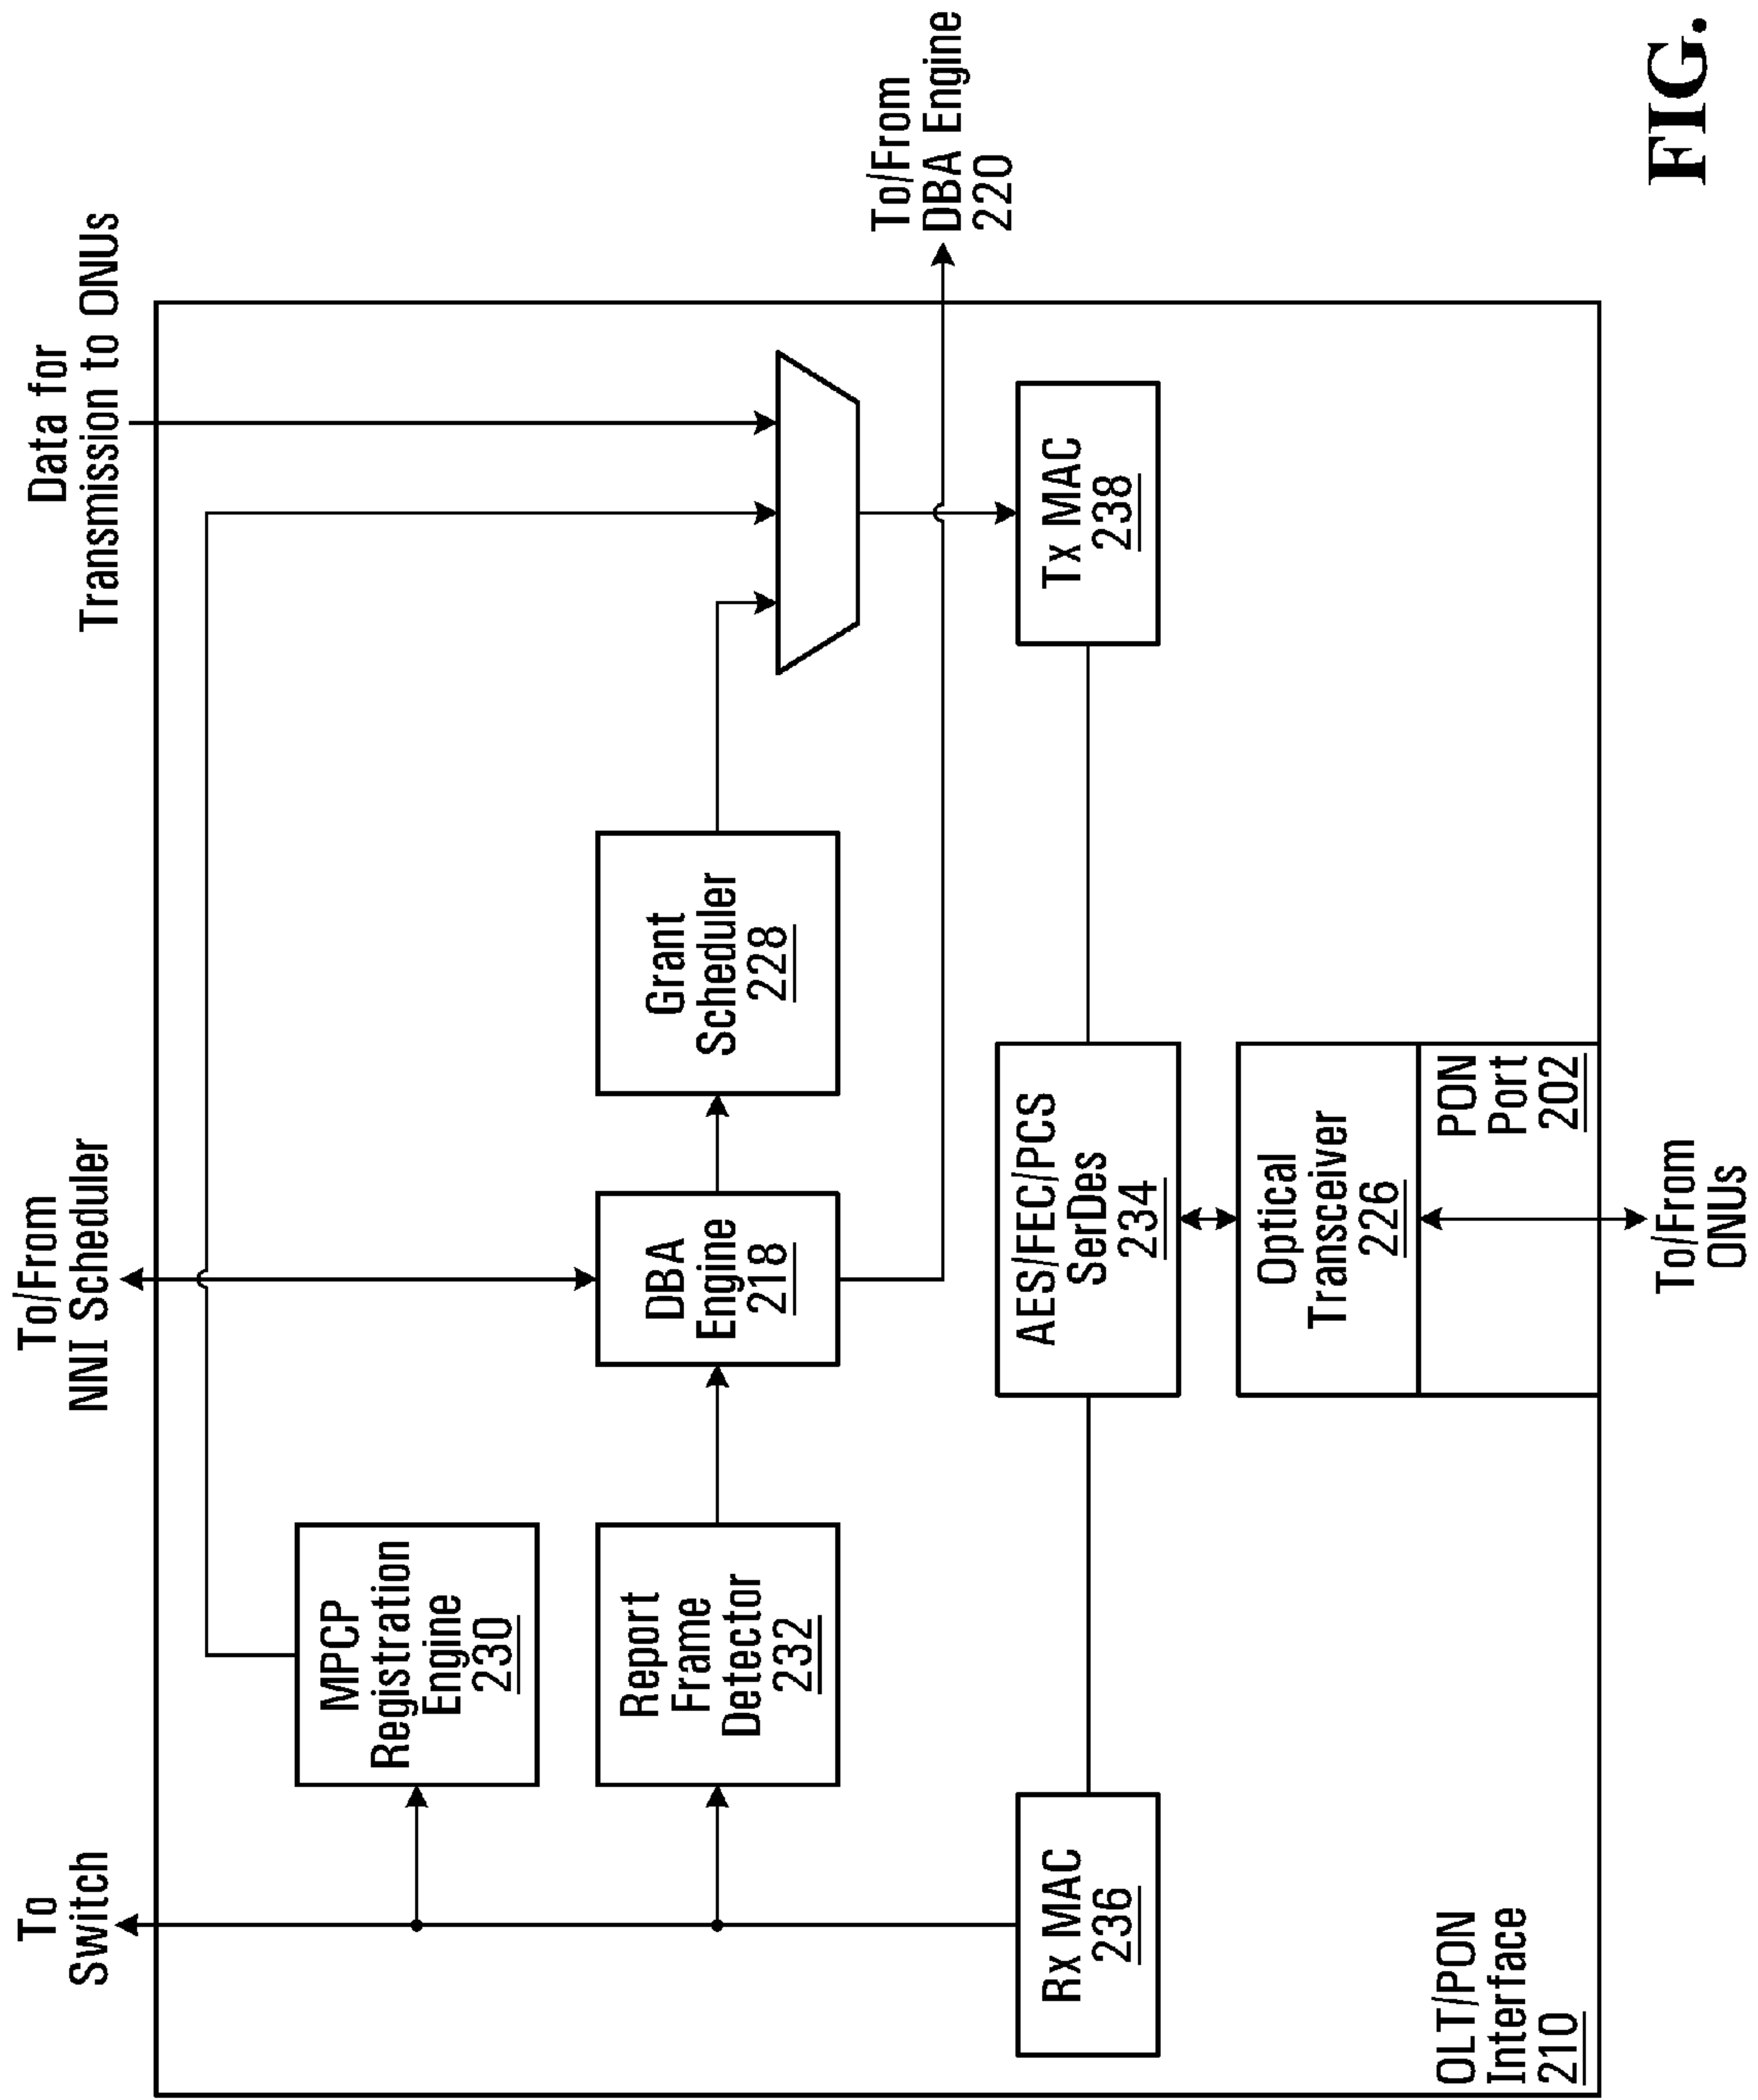 To
Switch
To/From
NNI Scheduler
Data for
Transmission to ONUs
MPCP
Registration
Engine
230
Report
Frame
Detector
232
DBA
Engine
218
Grant
Scheduler
228
To/From
DBA Engine
220
Rx MAC
236
AES/FEC/PCS
SerDes
234
Tx MAC
238
Optical
Transceiver
226
PON
Port
202
OLT/PON
Interface
210
To/From
ONUs
FIG.